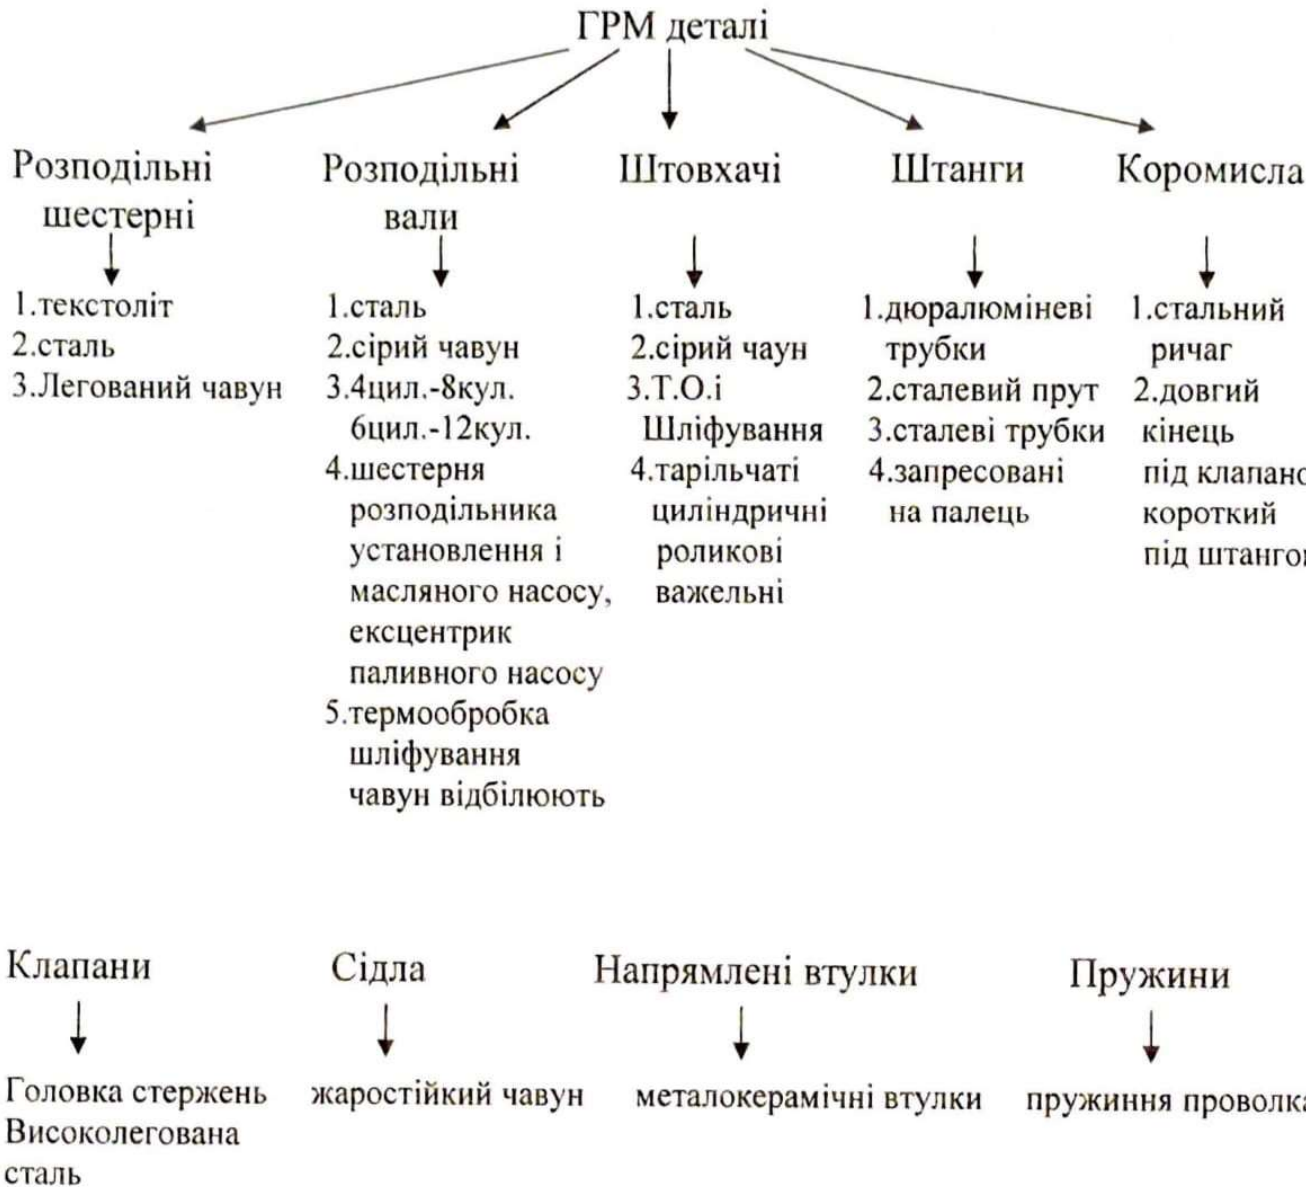 ГРМ деталі
Розподільні
шестерні
1.текстоліт
2.сталь
3.Легований чавун
Розподільні
вали
1.сталь
2.сірий чавун
3.4цил.-8кул.
6цил.-12кул.
4.шестерня
розподільника
установлення і
масляного насосу,
ексцентрик
паливного насосу
5.термообробка
шліфування
чавун відбілюють
Штовхачі
1.сталь
2.сірий чаун
3.Т.О.і
Шліфування
4.тарільчаті
циліндричні
роликові
важельні
Штанги
1.дюралюміневі
трубки
2.сталевий прут
3.сталеві трубки
4.запресовані
на палець
Коромисла
1.стальний
ричаг
2.довгий
кінець
під
короткий
під
Клапани
Головка стержень
Високолегована
сталь
Сідла
жаростійкий чавун
Напрямлені втулки
металокерамічні втулки
Пружини
пружиння проволка